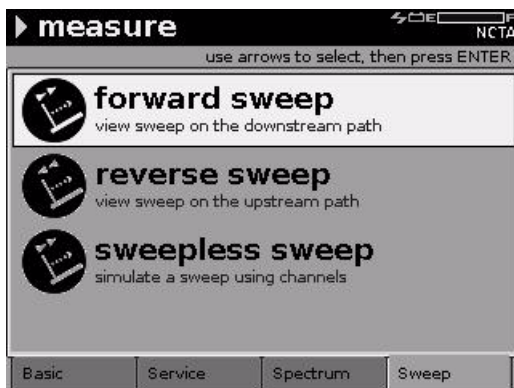 measure
E F
NCTA
use arrows to select, then press ENTER
forward sweep
view sweep on the downstream path
reverse sweep
view sweep on the upstream path
sweepless sweep
simulate a sweep using channels
Basic Service Spectrum Sweep